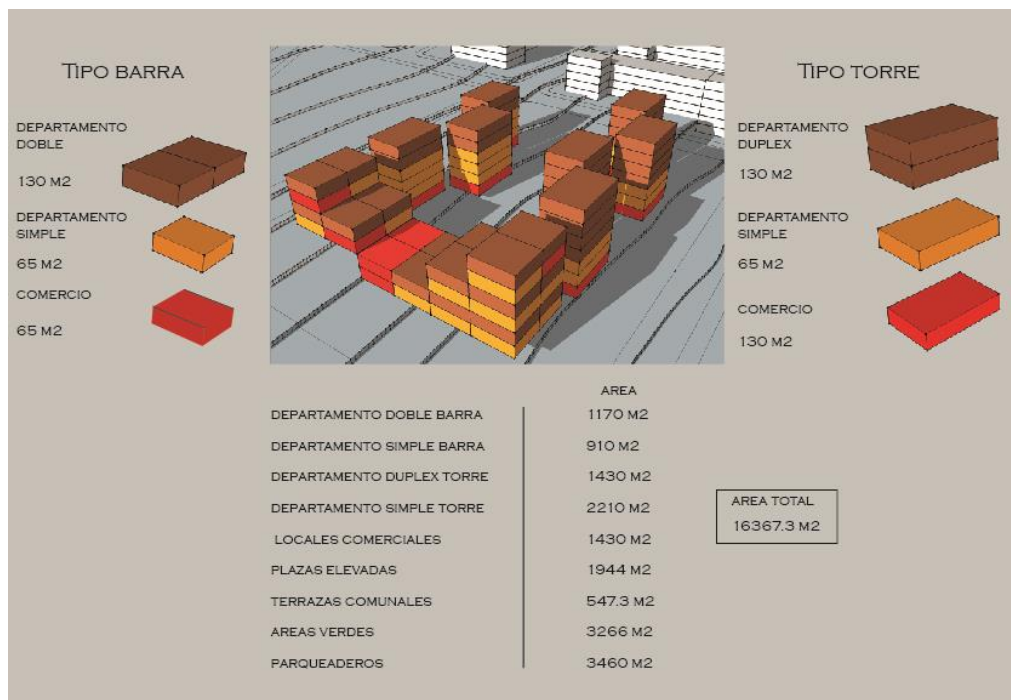 TIPO BARRA
DEPARTAMENTO
DOBLE
130 M2
DEPARTAMENTO
SIMPLE
65 M2
COMERCIO
65 M2
TIPO TORRE
DEPARTAMENTO
DUPLEX
130 M2
DEPARTAMENTO
SIMPLE
65 M2
COMERCIO
130 M2
AREA
DEPARTAMENTO DOBLE BARRA 1170 M2
DEPARTAMENTO SIMPLE BARRA 910 M2
DEPARTAMENTO DUPLEX TORRE 1430 M2
DEPARTAMENTO SIMPLE TORRE 2210 M2
LOCALES COMERCIALES 1430 M2
PLAZAS ELEVADAS 1944 M2
TERRAZAS COMUNALES 547.3 M2
AREAS VERDES 3266 M2
PARQUEADEROS 3460 M2
AREA TOTAL
16367.3 M2